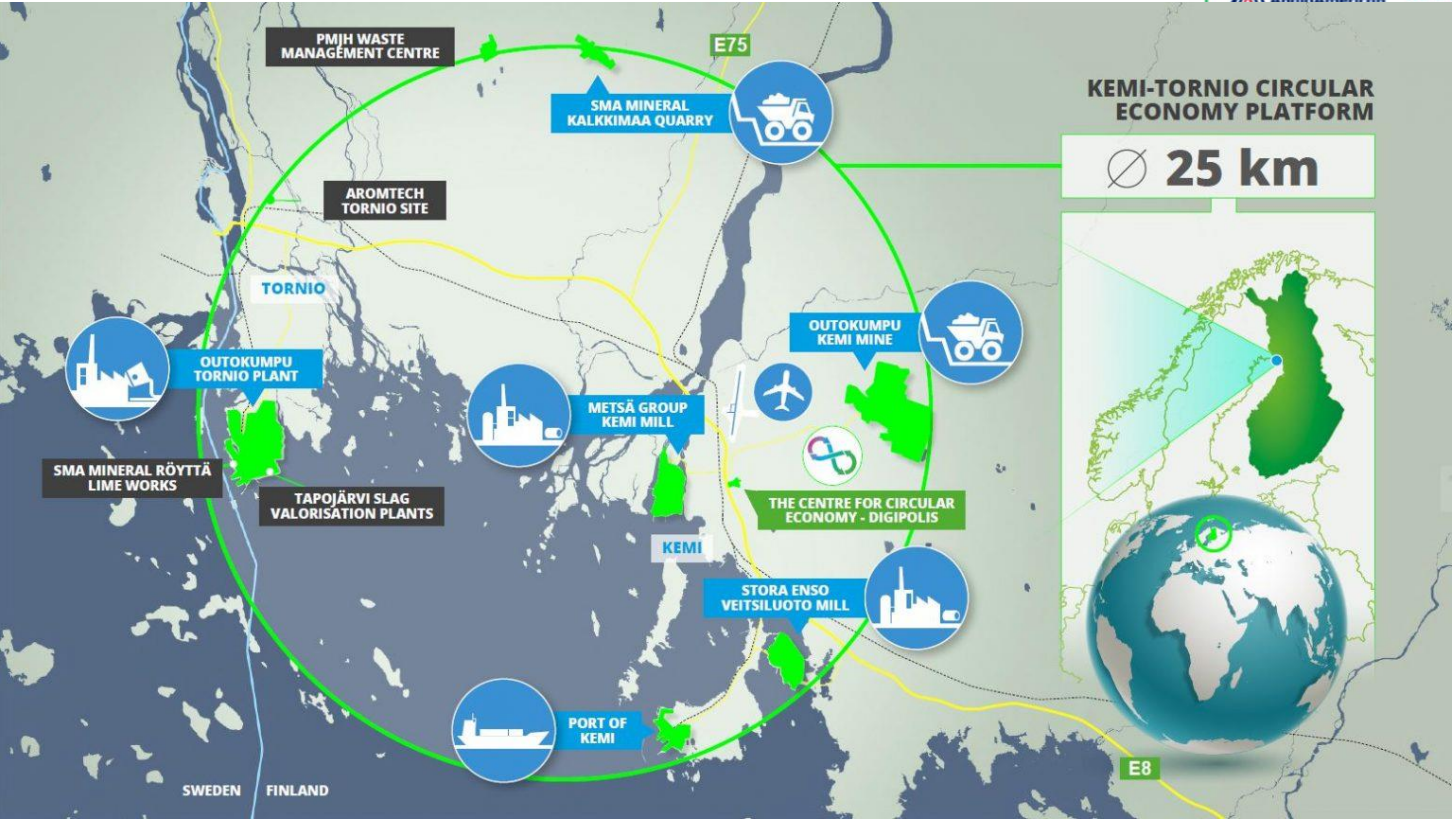 PMJH WASTE
MANAGEMENT CENTRE
E75
SMA MINERAL
KALKKIMAA QUARRY
KEMI-TORNIO CIRCULAR
ECONOMY PLATFORM
∅ 25 km
AROMTECH
TORNIO SITE
TORNIO
OUTOKUMPU
KEMI MINE
OUTOKUMPU
TORNIO PLANT
METSÄ GROUP
KEMI MILL
SMA MINERAL RÖYTTÄ
LIME WORKS
TAPOJÄRVI SLAG
VALORISATION PLANTS
THE CENTRE FOR CIRCULAR
ECONOMY - DIGIPOLIS
KEMI
STORA ENSO
VEITSILUOTO MILL
PORT OF
KEMI
E8
SWEDEN
FINLAND